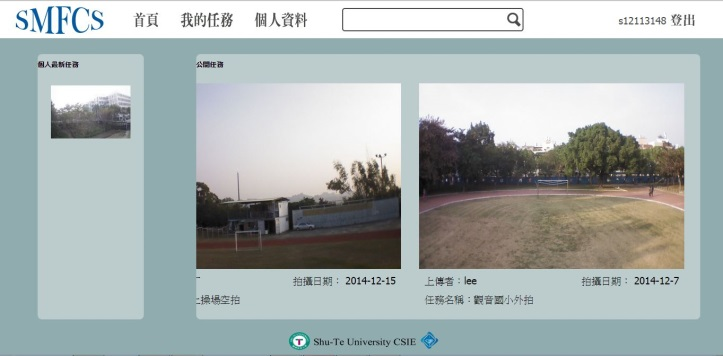 SMFCS 首頁 我的任務 個人資料 s12113148 登出
個人最新任務
公開任務
拍攝日期： 2014-12-15
上操場空拍
上傳者：lee 拍攝日期： 2014-12-7
任務名稱：觀音國小外拍
Shu-Te University CSIE